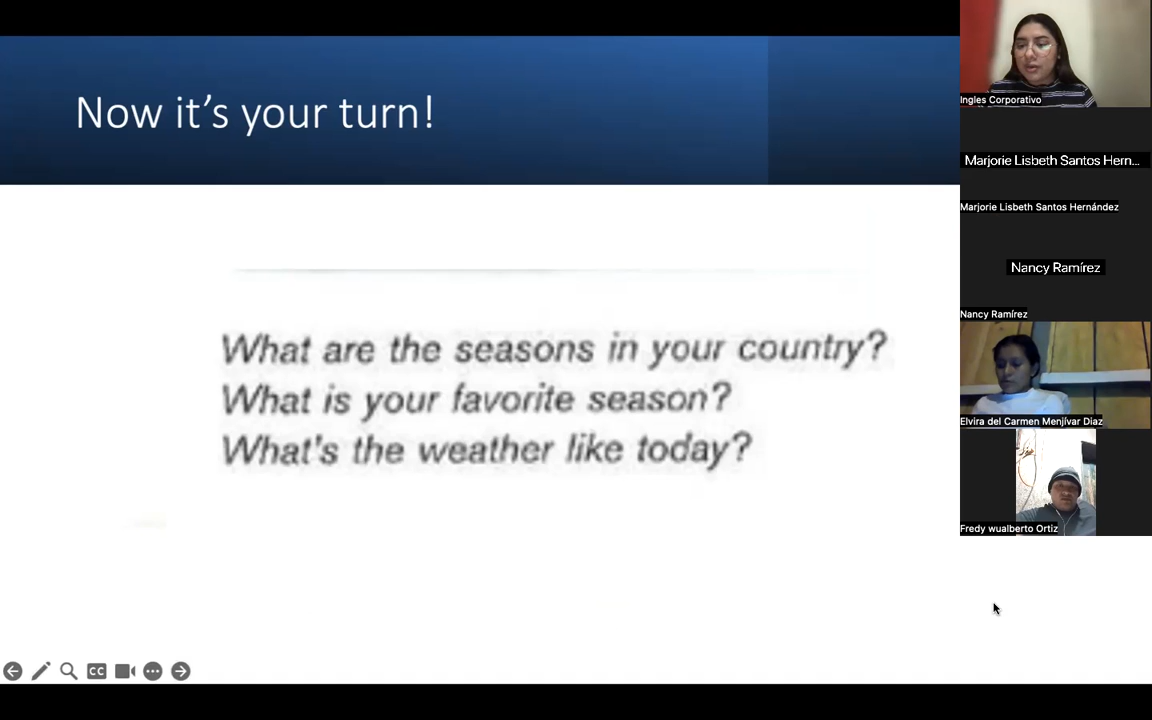 Now it's your turn!
What are the seasons in your country?
What is your favorite season?
What's the weather like today?
Ingles Corporativo
Marjorie Lisbeth Santos Hern...
Marjorie Lisbeth Santos Hernández
Nancy Ramírez
Nancy Ramírez
Elvira del Carmen Menjívar Diaz
Fredy wualberto Ortiz
CC